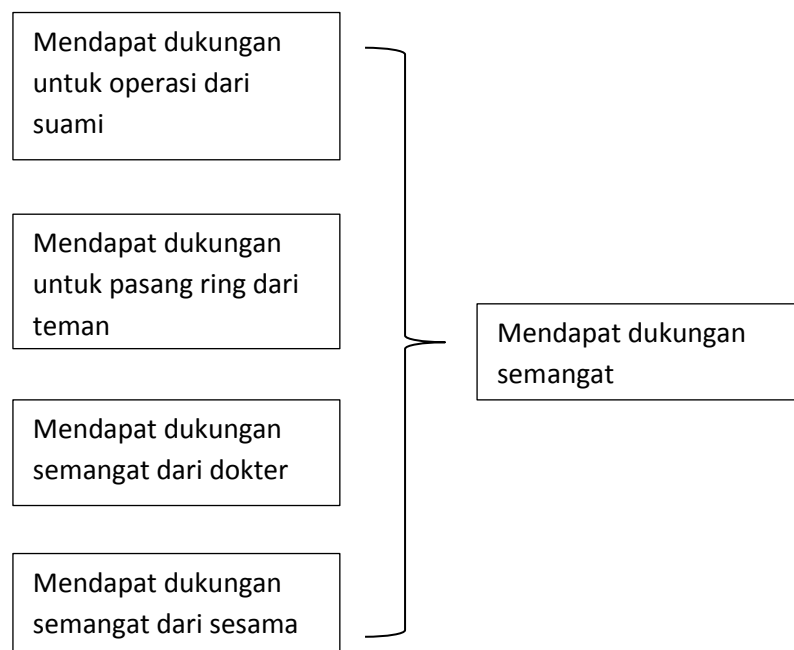 Mendapat dukungan
untuk operasi dari
suami
Mendapat dukungan
untuk pasang ring dari
teman
Mendapat dukungan
semangat dari dokter
Mendapat dukungan
semangat dari sesama
Mendapat dukungan
semangat